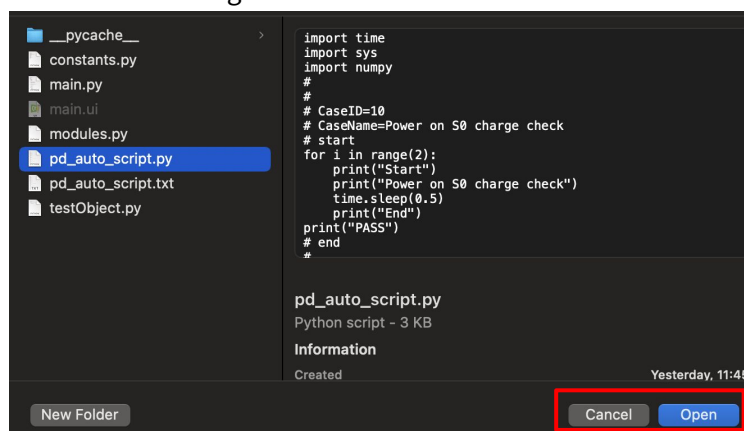 __pycache__
constants.py
main.py
main.ui
modules.py
pd_auto_script.py
pd_auto_script.txt
testObject.py
import time
import sys
import numpy
#
#
# CaseID=10
# CaseName=Power on S0 charge check
# start
for i in range(2):
    print("Start")
    print("Power on S0 charge check")
    time.sleep(0.5)
    print("End")
print("PASS")
# end
#
pd_auto_script.py
Python script - 3 KB
Information
Created Yesterday, 11:45
New Folder Cancel Open